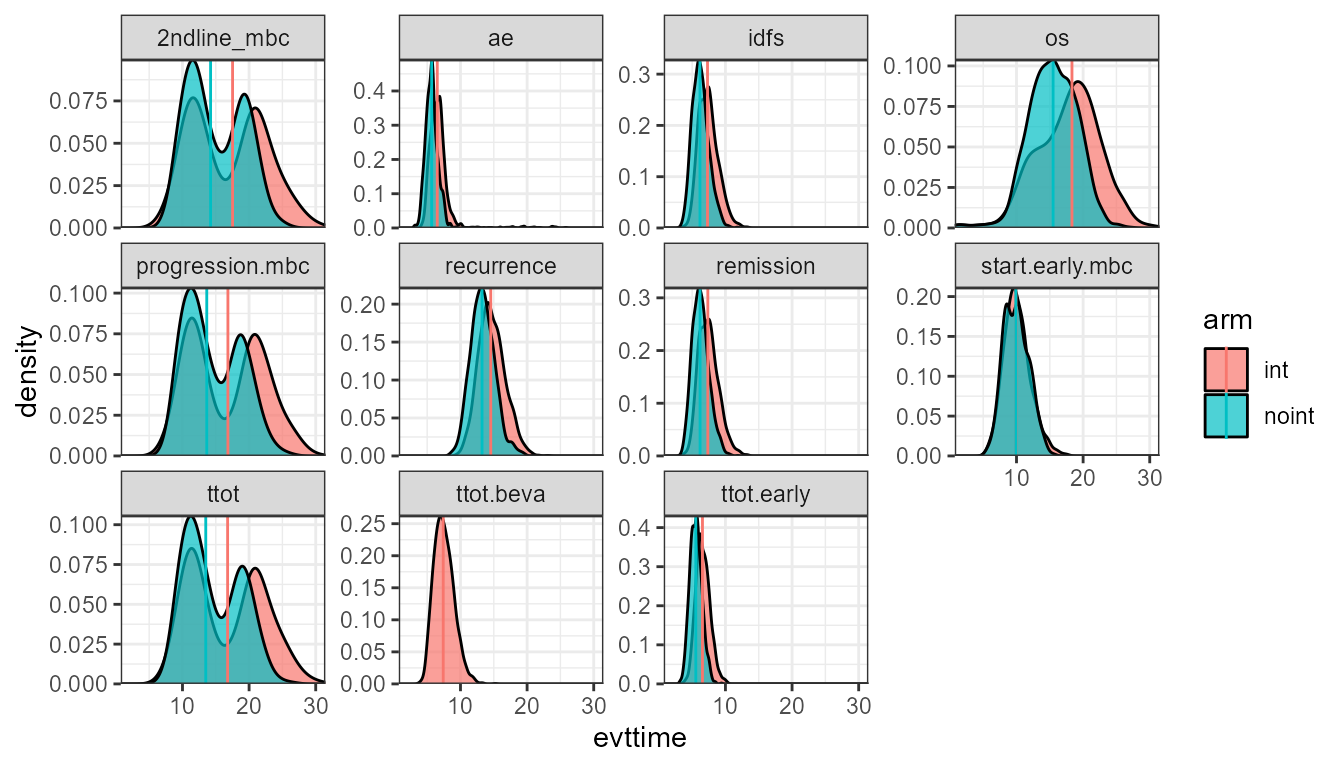 2ndline_mbc
ae
idfs
os
0.075
0.050
0.025
0.000
0.4
0.3
0.2
0.1
0.0
0.3
0.2
0.1
0.0
0.100
0.075
0.050
0.025
0.000
progression.mbc
recurrence
remission
start.early.mbc
0.100
0.075
0.050
0.025
0.000
0.20
0.15
0.10
0.05
0.00
0.3
0.2
0.1
0.0
0.20
0.15
0.10
0.05
0.00
10 20 30
ttot
ttot.beva
ttot.early
0.100
0.075
0.050
0.025
0.000
0.25
0.20
0.15
0.10
0.05
0.00
0.4
0.3
0.2
0.1
0.0
10 20 30
10 20 30
10 20 30
evttime
density
arm
int
noint